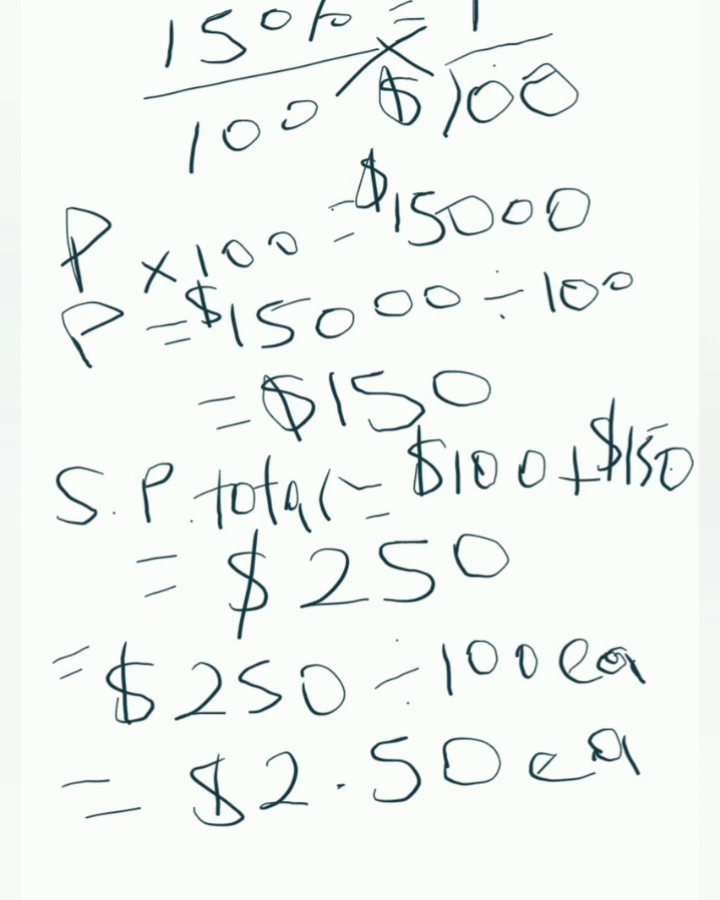 150% = P
100 $100
P × 100 = $15000
P = $15000 ÷ 100
= $150
S.P. total = $100 + $150
= $250
= $250 ÷ 100 ea
= $2.50 ea